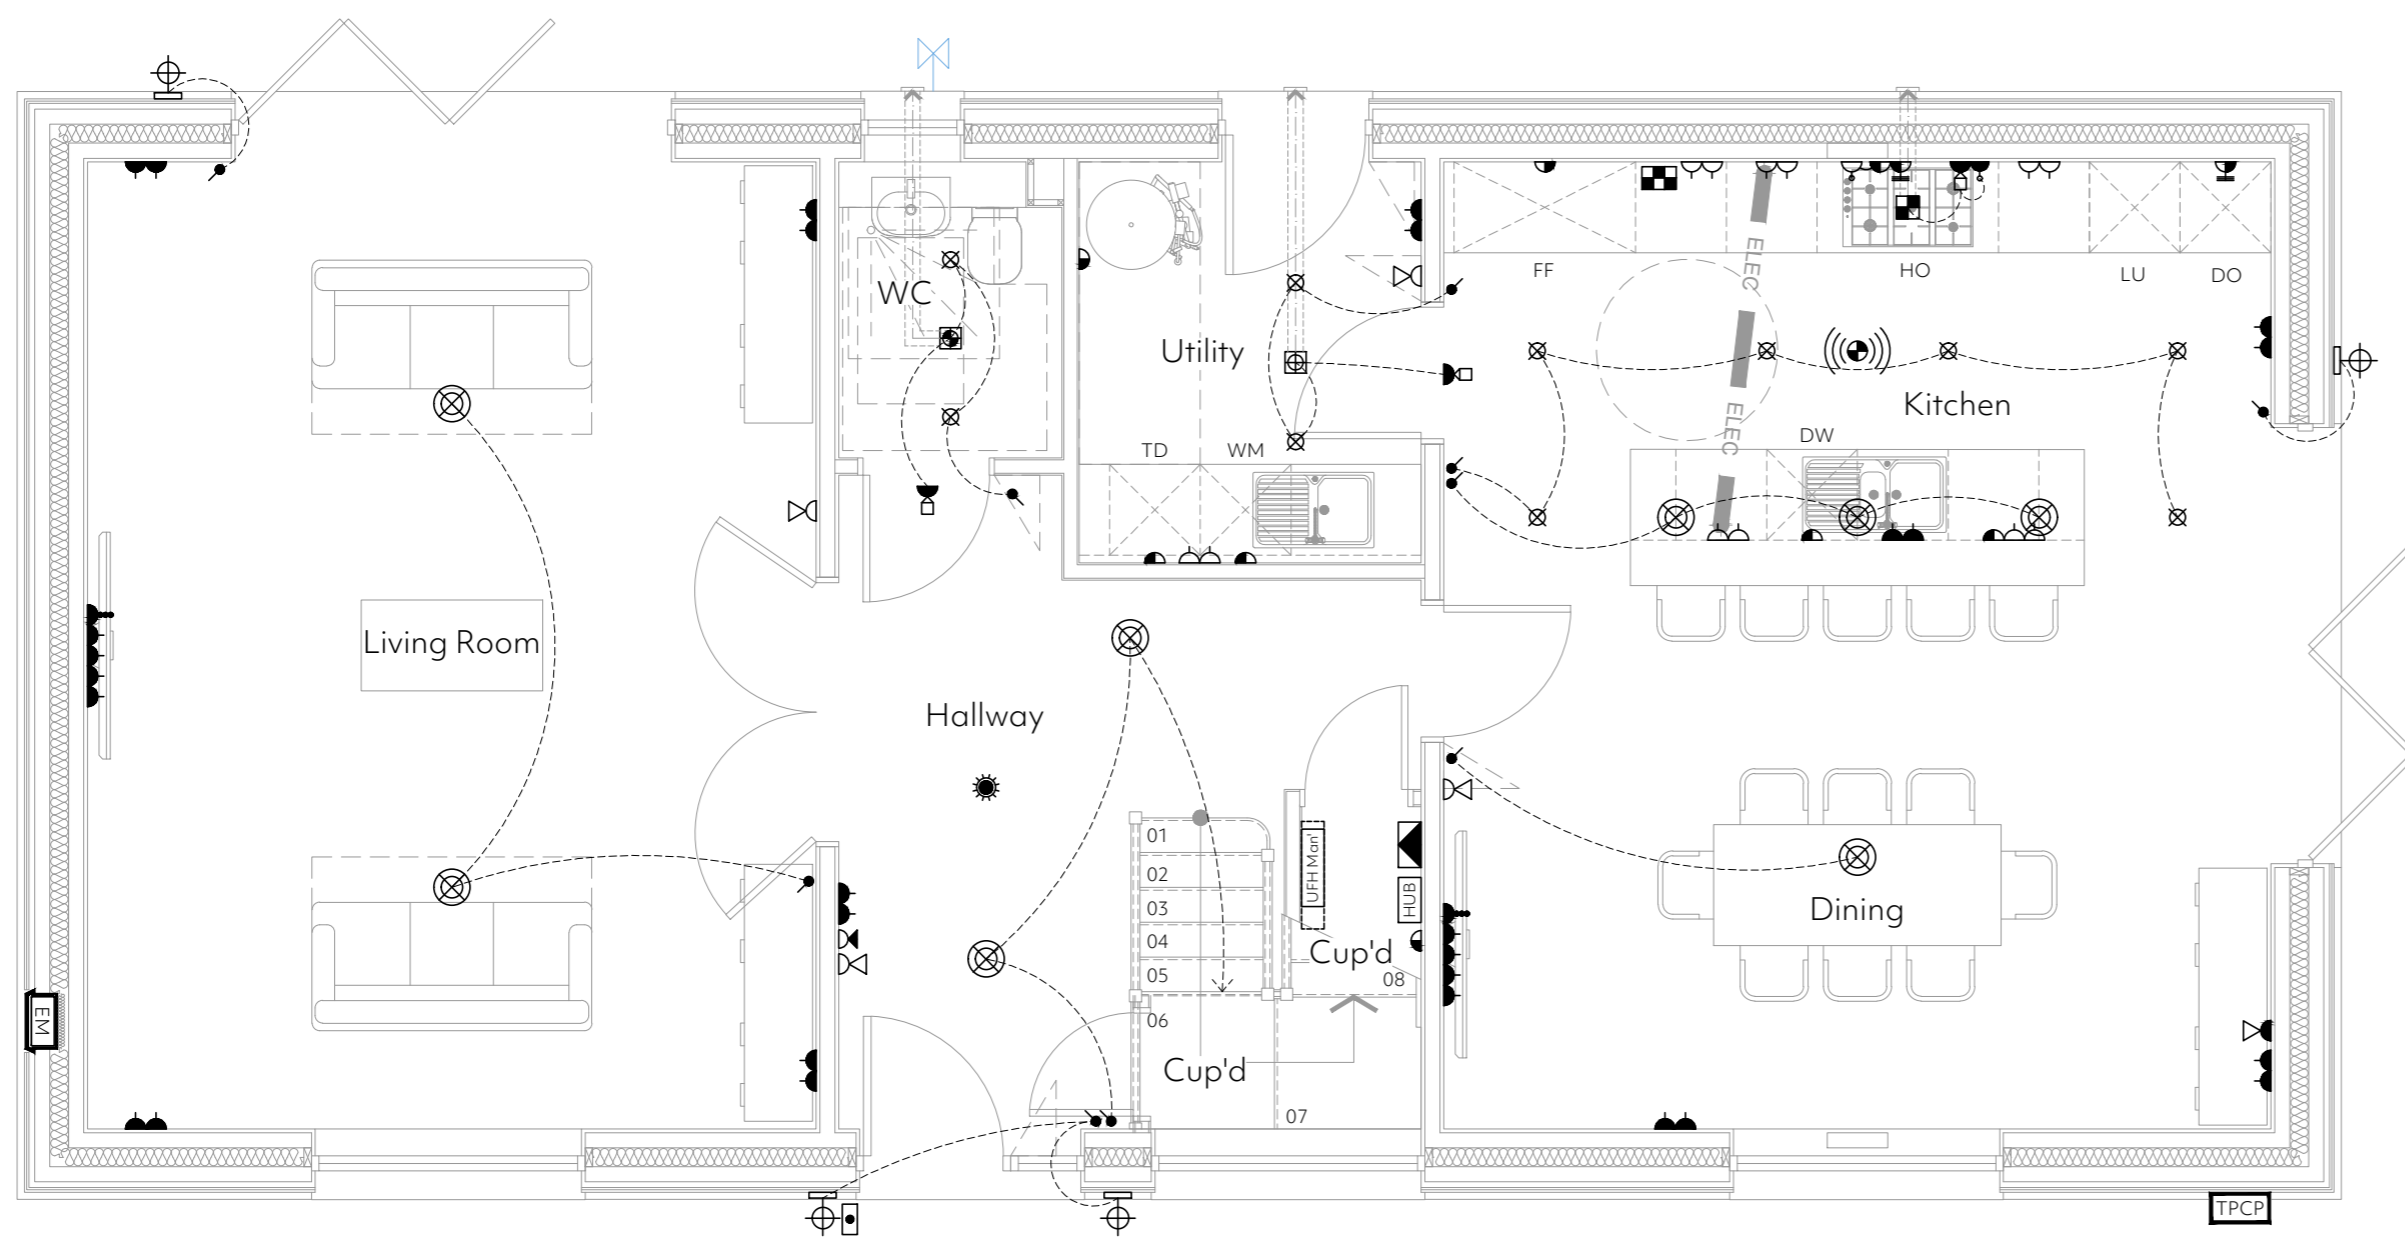 WC
Utility
TD
WM
ELEC
ELEC
FF
HO
LU
DO
Kitchen
DW
Living Room
Hallway
01
02
03
04
05
06
07
08
UFH Man'
HUB
Cup'd
Cup'd
Dining
EM
TPCP